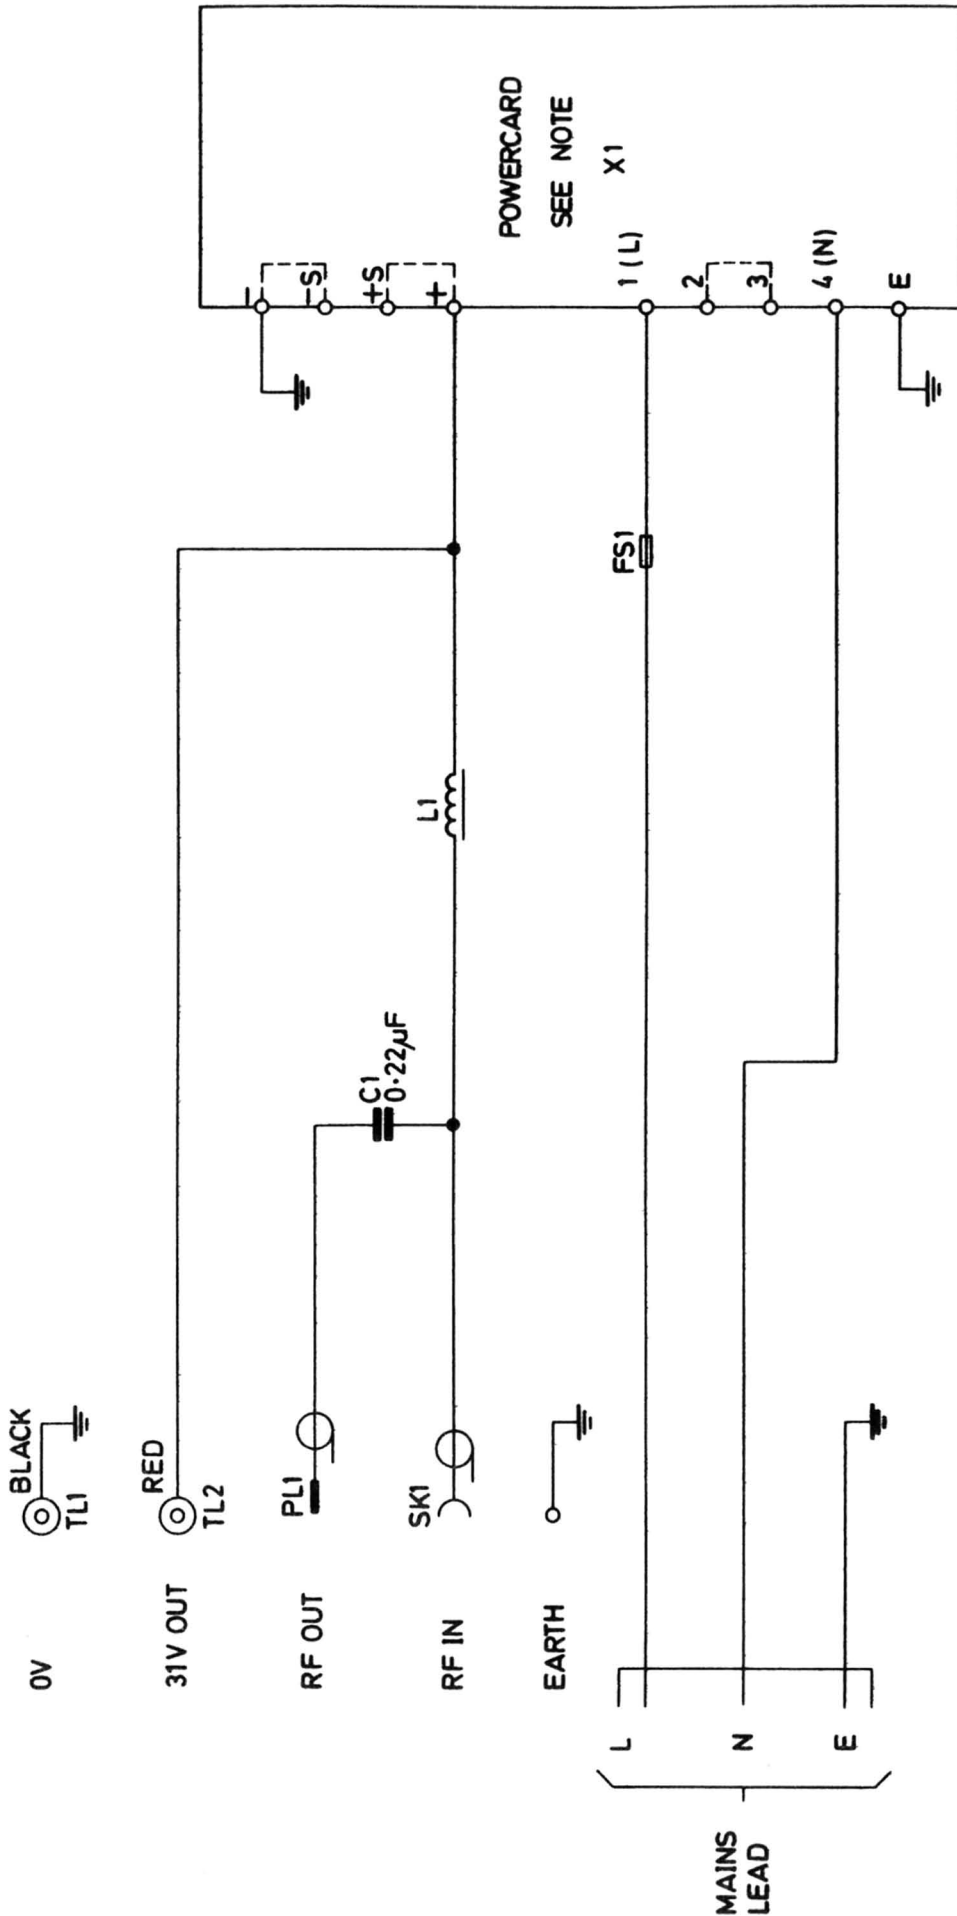 0V
BLACK
TL1
31V OUT
RED
TL2
RF OUT
PL1
C1
0·22µF
RF IN
SK1
L1
EARTH
MAINS
LEAD
L
N
E
FS1
-
-S
+S
+
1 (L)
2
3
4 (N)
E
POWERCARD
SEE NOTE
X1